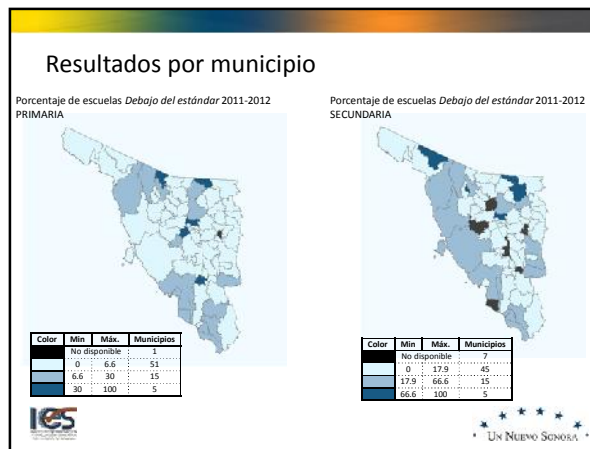 Resultados por municipio
Porcentaje de escuelas Debajo del estándar 2011-2012
PRIMARIA
Porcentaje de escuelas Debajo del estándar 2011-2012
SECUNDARIA
Color Min Máx. Municipios
No disponible 1
0 6.6 51
6.6 30 15
30 100 5
Color Min Máx. Municipios
No disponible 7
0 17.9 45
17.9 66.6 15
66.6 100 5
UN NUEVO SONORA